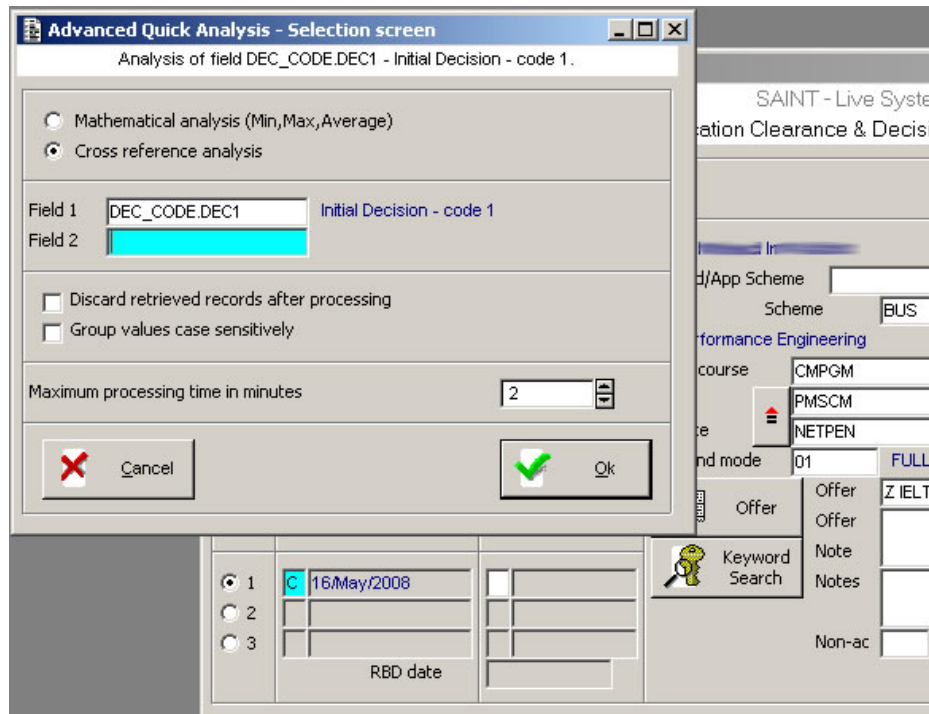 Advanced Quick Analysis - Selection screen
Analysis of field DEC_CODE.DEC1 - Initial Decision - code 1.
Mathematical analysis (Min,Max,Average)
Cross reference analysis
Field 1 DEC_CODE.DEC1 Initial Decision - code 1
Field 2
Discard retrieved records after processing
Group values case sensitively
Maximum processing time in minutes 2
Cancel Ok
SAINT - Live Syste
ation Clearance & Decisi
d/App Scheme
Scheme BUS
formance Engineering
course CMPGM
PMSCM
e NETPEN
nd mode 01 FULL
Offer Offer Z IELT
Offer
Keyword Search Note
Notes
Non-ac
1 C 16/May/2008
2
3
RBD date